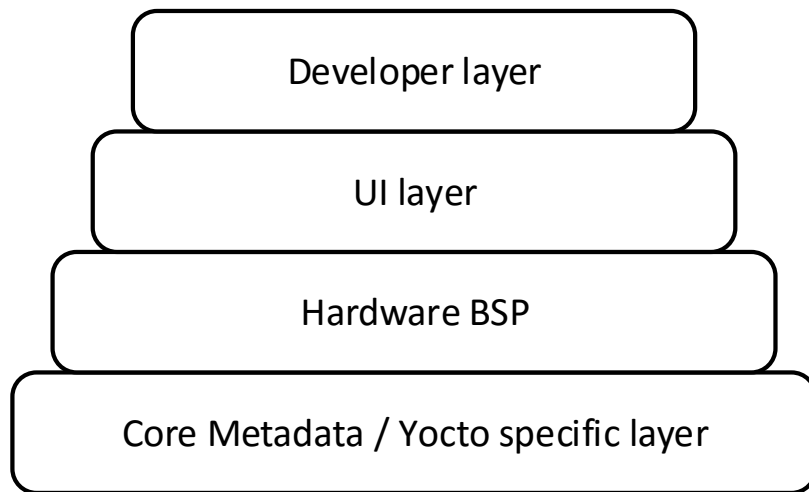 Developer layer
UI layer
Hardware BSP
Core Metadata / Yocto specific layer